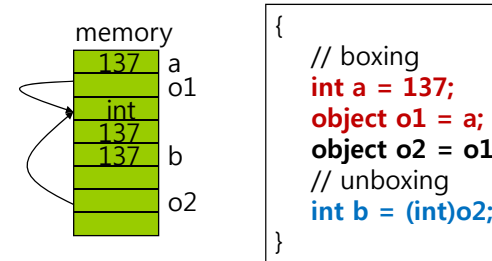 memory
137 a
o1
int
137
137 b
o2
{
// boxing
int a = 137;
object o1 = a;
object o2 = o1
// unboxing
int b = (int)o2;
}